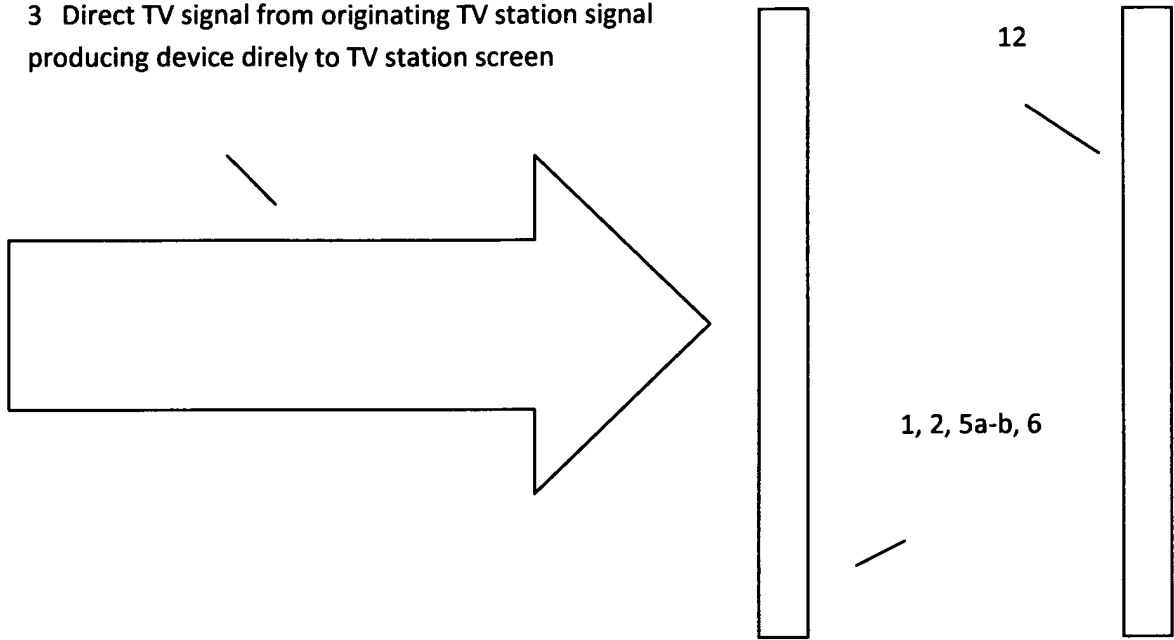 3 Direct TV signal from originating TV station signal
producing device direly to TV station screen
12
1, 2, 5a-b, 6